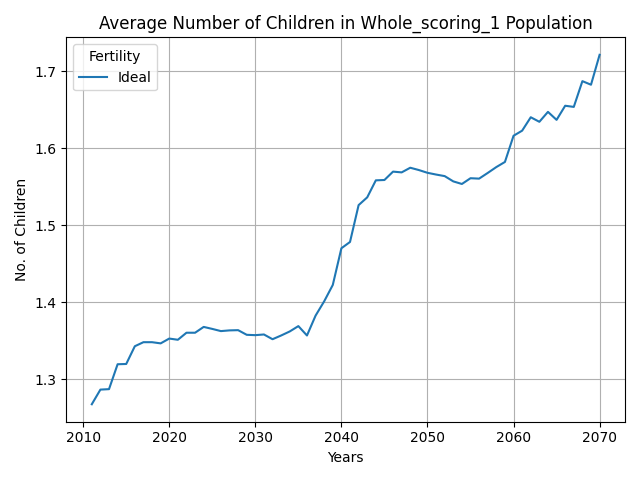 Average Number of Children in Whole_scoring_1 Population
Fertility
Ideal
No. of Children
1.7
1.6
1.5
1.4
1.3
2010 2020 2030 2040 2050 2060 2070
Years